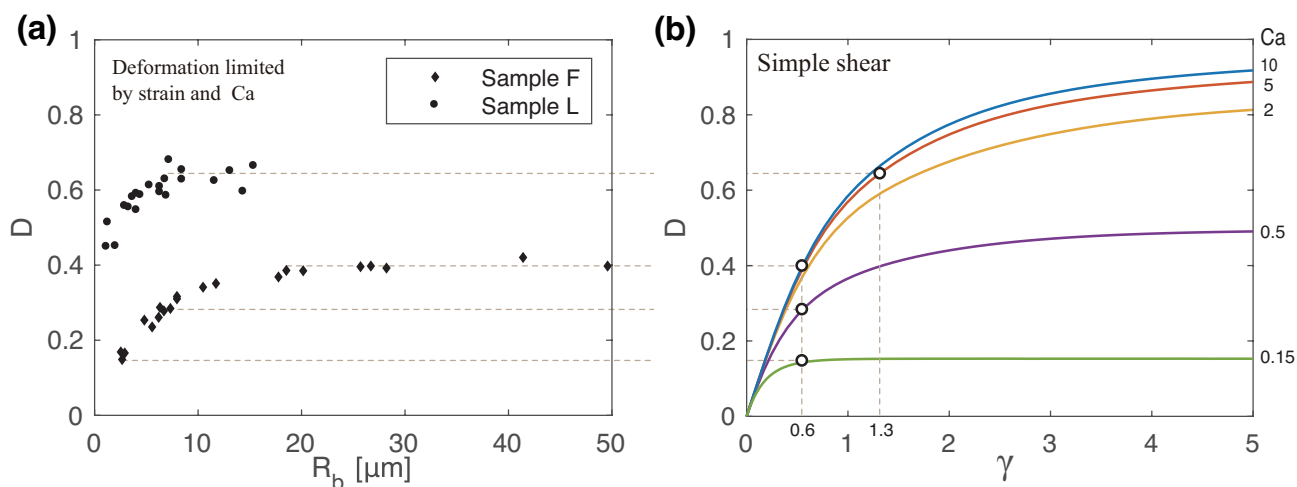 (a)
Deformation limited
by strain and Ca
Sample F
Sample L
1
0.8
0.6
0.4
0.2
0
D
0 10 20 30 40 50
R_b [μm]
(b)
Simple shear
Ca
10
5
2
0.5
0.15
1
0.8
0.6
0.4
0.2
0
D
0 0.6 1 1.3 2 3 4 5
γ